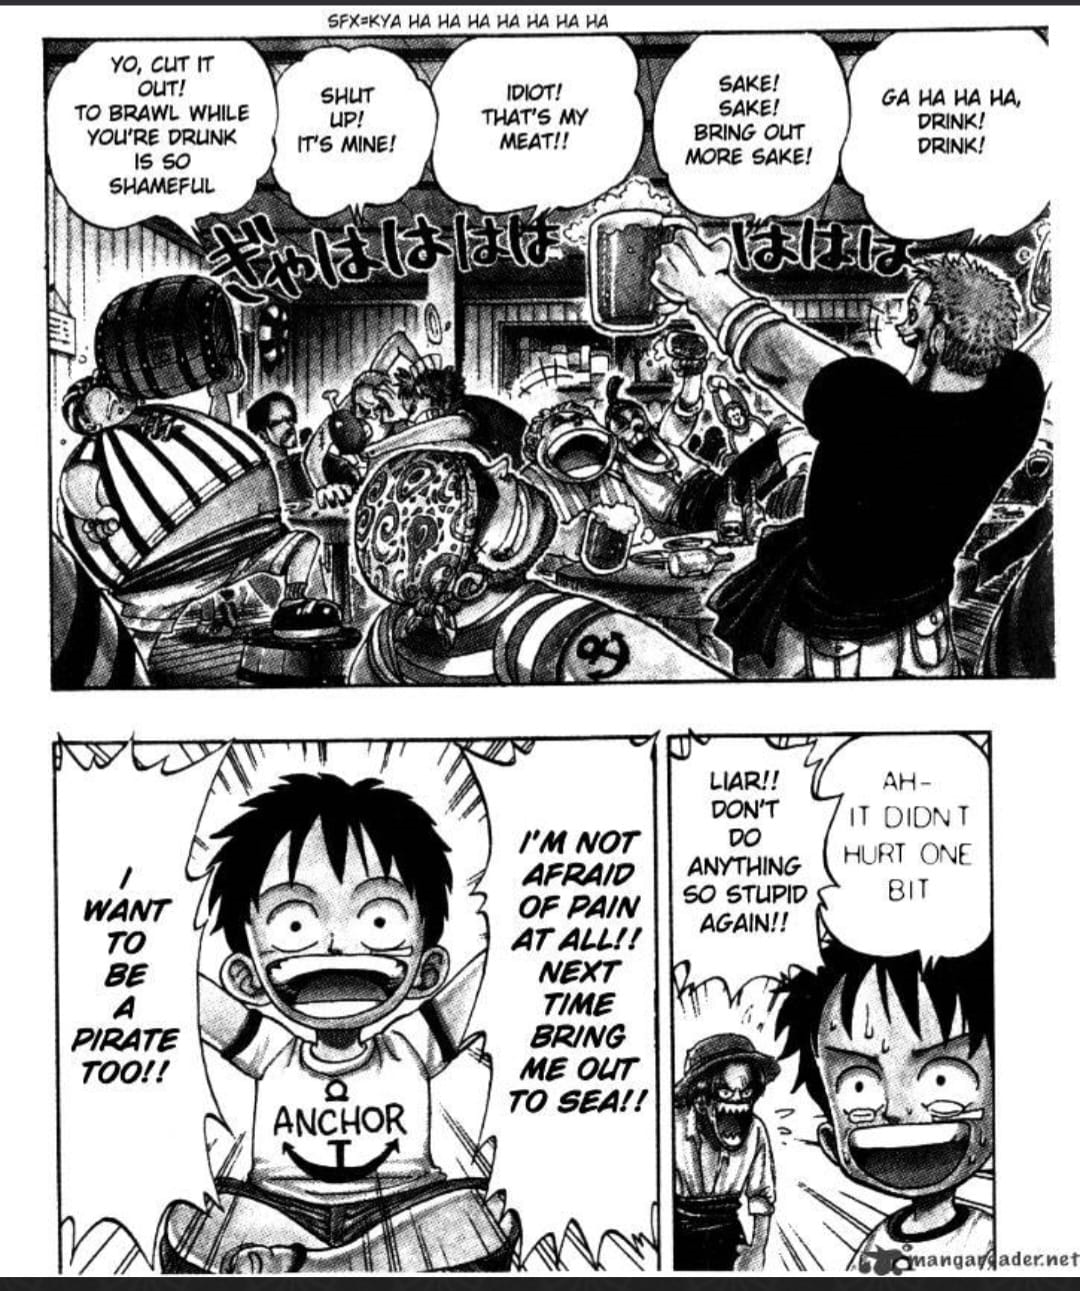 SFX=KYA HA HA HA HA HA HA HA
GA HA HA HA,
DRINK!
DRINK!
SAKE!
SAKE!
BRING OUT
MORE SAKE!
IDIOT!
THAT'S MY
MEAT!!
SHUT
UP!
IT'S MINE!
YO, CUT IT
OUT!
TO BRAWL WHILE
YOU'RE DRUNK
IS SO
SHAMEFUL
ぎゃはははは
はははは
AH-
IT DIDNT
HURT ONE
BIT
LIAR!!
DON'T
DO
ANYTHING
SO STUPID
AGAIN!!
I'M NOT
AFRAID
OF PAIN
AT ALL!!
NEXT
TIME
BRING
ME OUT
TO SEA!!
I
WANT
TO
BE
A
PIRATE
TOO!!
ANCHOR
mangareader.net